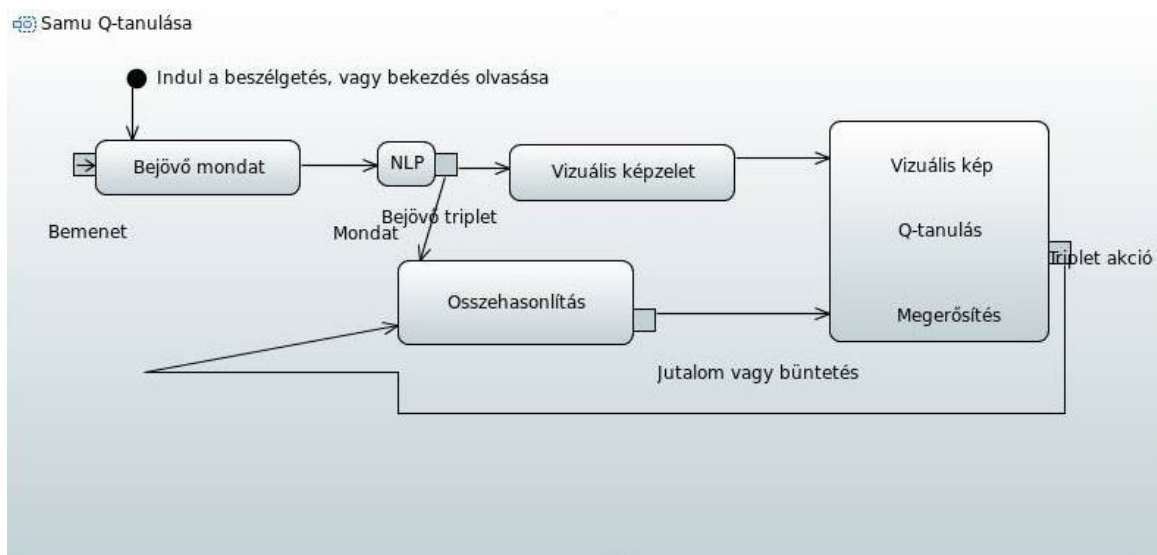 Samu Q-tanulása
Indul a beszélgetés, vagy bekezdés olvasása
Bejövő mondat
NLP
Vizuális képzelet
Vizuális kép
Bemenet
Mondat
Bejövő triplet
Q-tanulás
Triplet akció
Osszehasonlítás
Megerősítés
Jutalom vagy büntetés